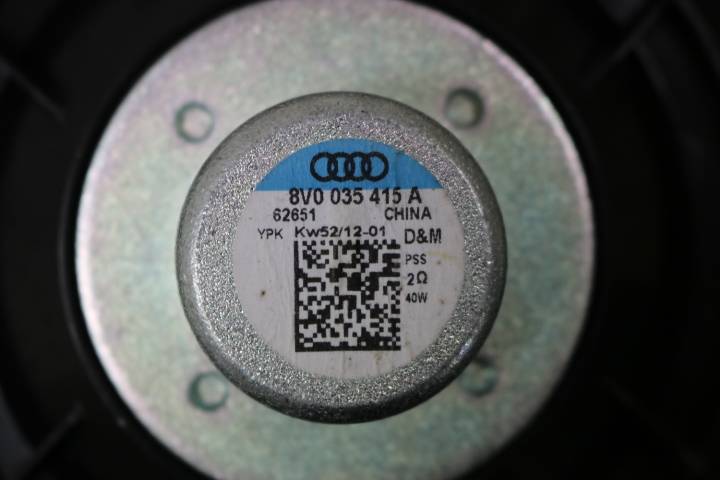 8V0 035 415 A
62651 CHINA
YPK Kw52/12-01 D&M
PSS
2Ω
40W